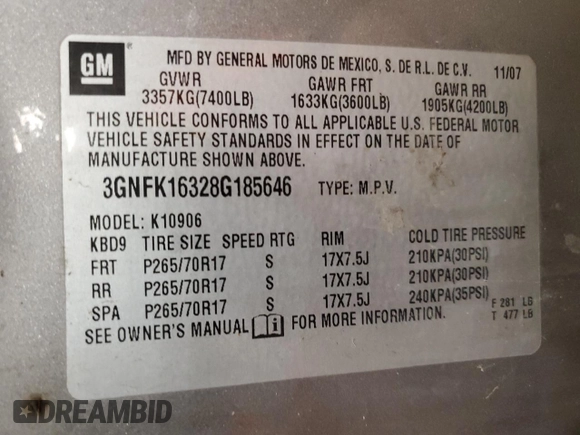 GM
MFD BY GENERAL MOTORS DE MEXICO, S. DE R.L. DE C.V. 11/07
GVWR GAWR FRT GAWR RR
3357KG(7400LB) 1633KG(3600LB) 1905KG(4200LB)
THIS VEHICLE CONFORMS TO ALL APPLICABLE U.S. FEDERAL MOTOR
VEHICLE SAFETY STANDARDS IN EFFECT ON THE DATE OF
MANUFACTURE SHOWN ABOVE.
3GNFK16328G185646 TYPE: M.P.V.
MODEL: K10906
KBD9 TIRE SIZE SPEED RTG RIM COLD TIRE PRESSURE
FRT P265/70R17 S 17X7.5J 210KPA(30PSI)
RR P265/70R17 S 17X7.5J 210KPA(30PSI)
SPA P265/70R17 S 17X7.5J 240KPA(35PSI)
F 281 LB
T 477 LB
SEE OWNER'S MANUAL i FOR MORE INFORMATION.
DREAMBID